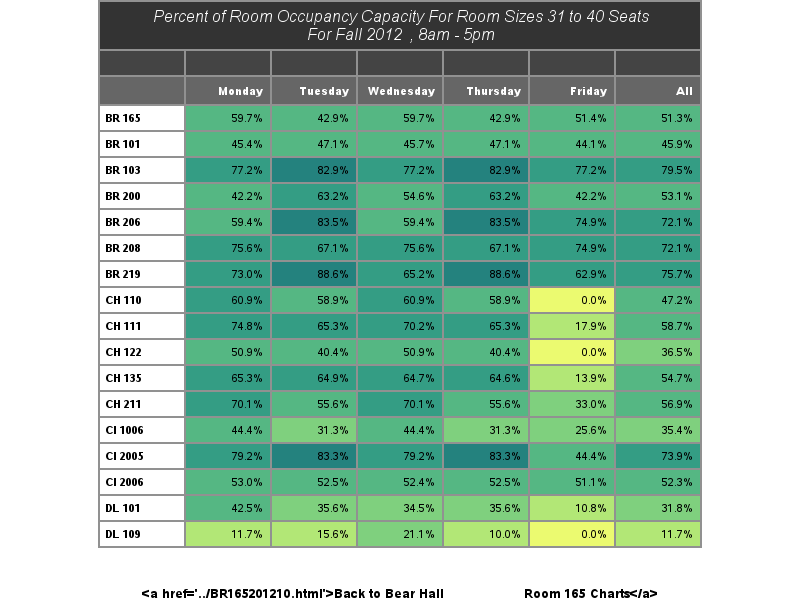 Percent of Room Occupancy Capacity For Room Sizes 31 to 40 Seats
For Fall 2012 , 8am - 5pm
Monday Tuesday Wednesday Thursday Friday All
BR 165 59.7% 42.9% 59.7% 42.9% 51.4% 51.3%
BR 101 45.4% 47.1% 45.7% 47.1% 44.1% 45.9%
BR 103 77.2% 82.9% 77.2% 82.9% 77.2% 79.5%
BR 200 42.2% 63.2% 54.6% 63.2% 42.2% 53.1%
BR 206 59.4% 83.5% 59.4% 83.5% 74.9% 72.1%
BR 208 75.6% 67.1% 75.6% 67.1% 74.9% 72.1%
BR 219 73.0% 88.6% 65.2% 88.6% 62.9% 75.7%
CH 110 60.9% 58.9% 60.9% 58.9% 0.0% 47.2%
CH 111 74.8% 65.3% 70.2% 65.3% 17.9% 58.7%
CH 122 50.9% 40.4% 50.9% 40.4% 0.0% 36.5%
CH 135 65.3% 64.9% 64.7% 64.6% 13.9% 54.7%
CH 211 70.1% 55.6% 70.1% 55.6% 33.0% 56.9%
CI 1006 44.4% 31.3% 44.4% 31.3% 25.6% 35.4%
CI 2005 79.2% 83.3% 79.2% 83.3% 44.4% 73.9%
CI 2006 53.0% 52.5% 52.4% 52.5% 51.1% 52.3%
DL 101 42.5% 35.6% 34.5% 35.6% 10.8% 31.8%
DL 109 11.7% 15.6% 21.1% 10.0% 0.0% 11.7%
<a href='../BR165201210.html'>Back to Bear Hall Room 165 Charts</a>